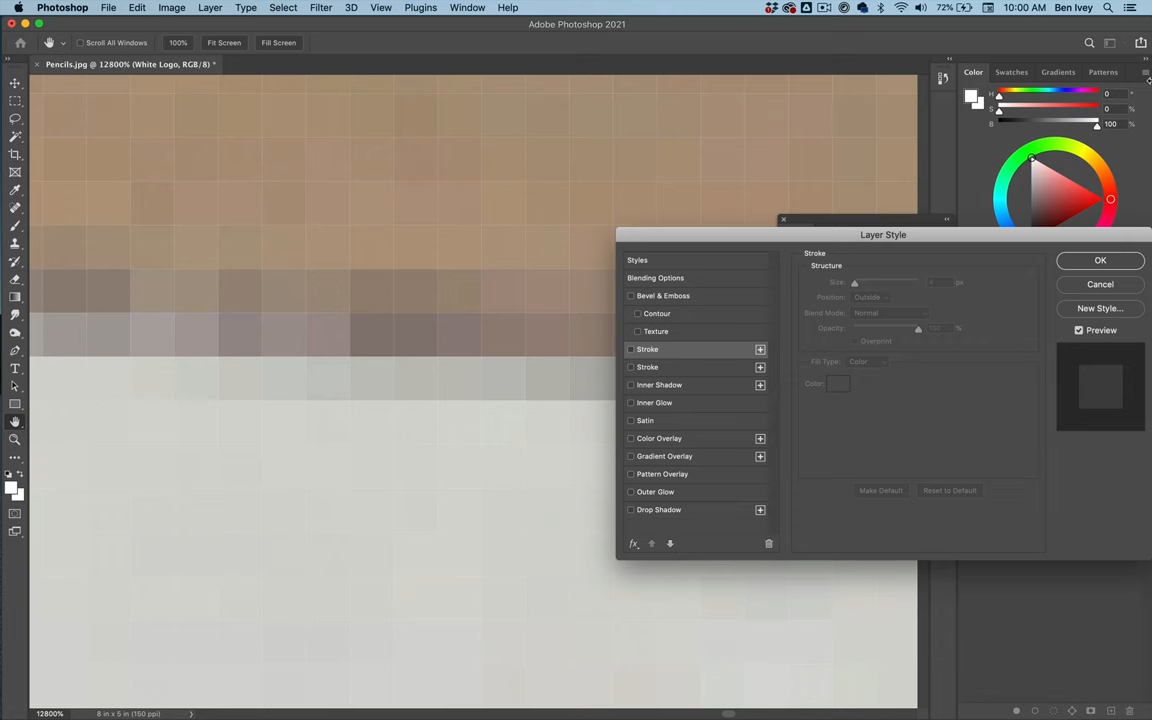 Photoshop File Edit Image Layer Type Select Filter 3D View Plugins Window Help 72% 10:00 AM Ben Ivey
Adobe Photoshop 2021
Scroll All Windows 100% Fit Screen Fill Screen
Pencils.jpg @ 12800% (White Logo, RGB/8) *
Color Swatches Gradients Patterns
H 0 °
S 0 %
B 100 %
Layer Style
Styles
Blending Options
Bevel & Emboss
Contour
Texture
Stroke
Stroke
Inner Shadow
Inner Glow
Satin
Color Overlay
Gradient Overlay
Pattern Overlay
Outer Glow
Drop Shadow
fx
Stroke
Structure
Size: px
Position: Outside
Blend Mode: Normal
Opacity: 100 %
Overprint
Fill Type: Color
Color:
Make Default Reset to Default
OK
Cancel
New Style...
Preview
12800% 8 in x 5 in (150 ppi)